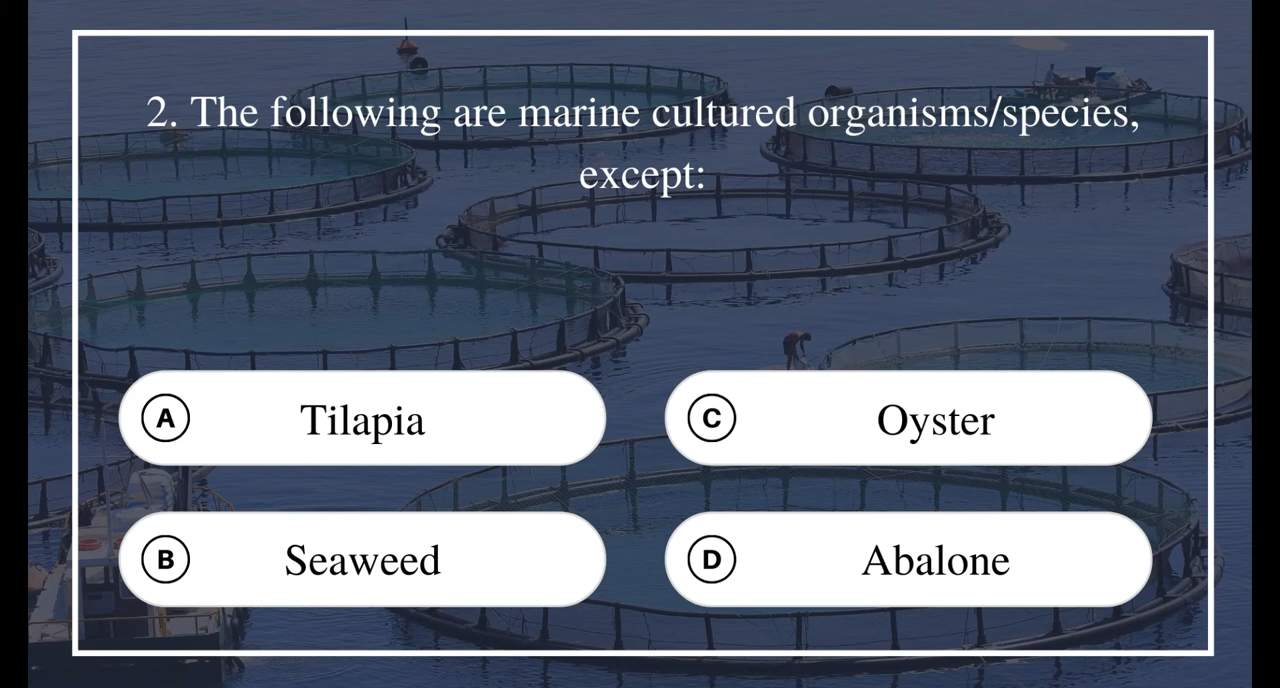 2. The following are marine cultured organisms/species,
except:
A Tilapia
B Seaweed
C Oyster
D Abalone